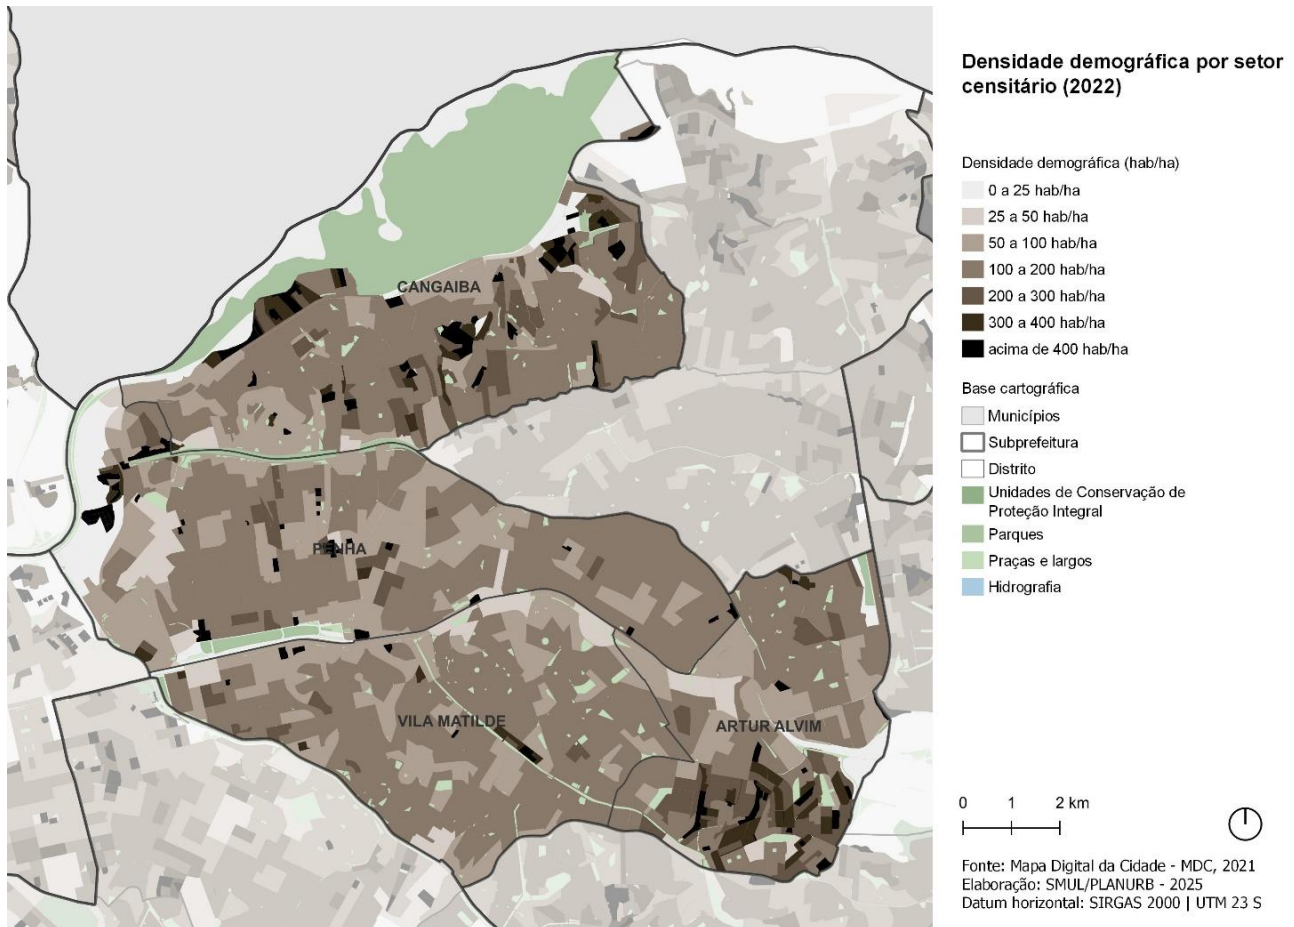 Densidade demográfica por setor
censitário (2022)
Densidade demográfica (hab/ha)
0 a 25 hab/ha
25 a 50 hab/ha
50 a 100 hab/ha
100 a 200 hab/ha
200 a 300 hab/ha
300 a 400 hab/ha
acima de 400 hab/ha
Base cartográfica
Municípios
Subprefeitura
Distrito
Unidades de Conservação de
Proteção Integral
Parques
Praças e largos
Hidrografia
CANGAIBA
PENHA
VILA MATILDE
ARTUR ALVIM
0 1 2 km
Fonte: Mapa Digital da Cidade - MDC, 2021
Elaboração: SMUL/PLANURB - 2025
Datum horizontal: SIRGAS 2000 | UTM 23 S